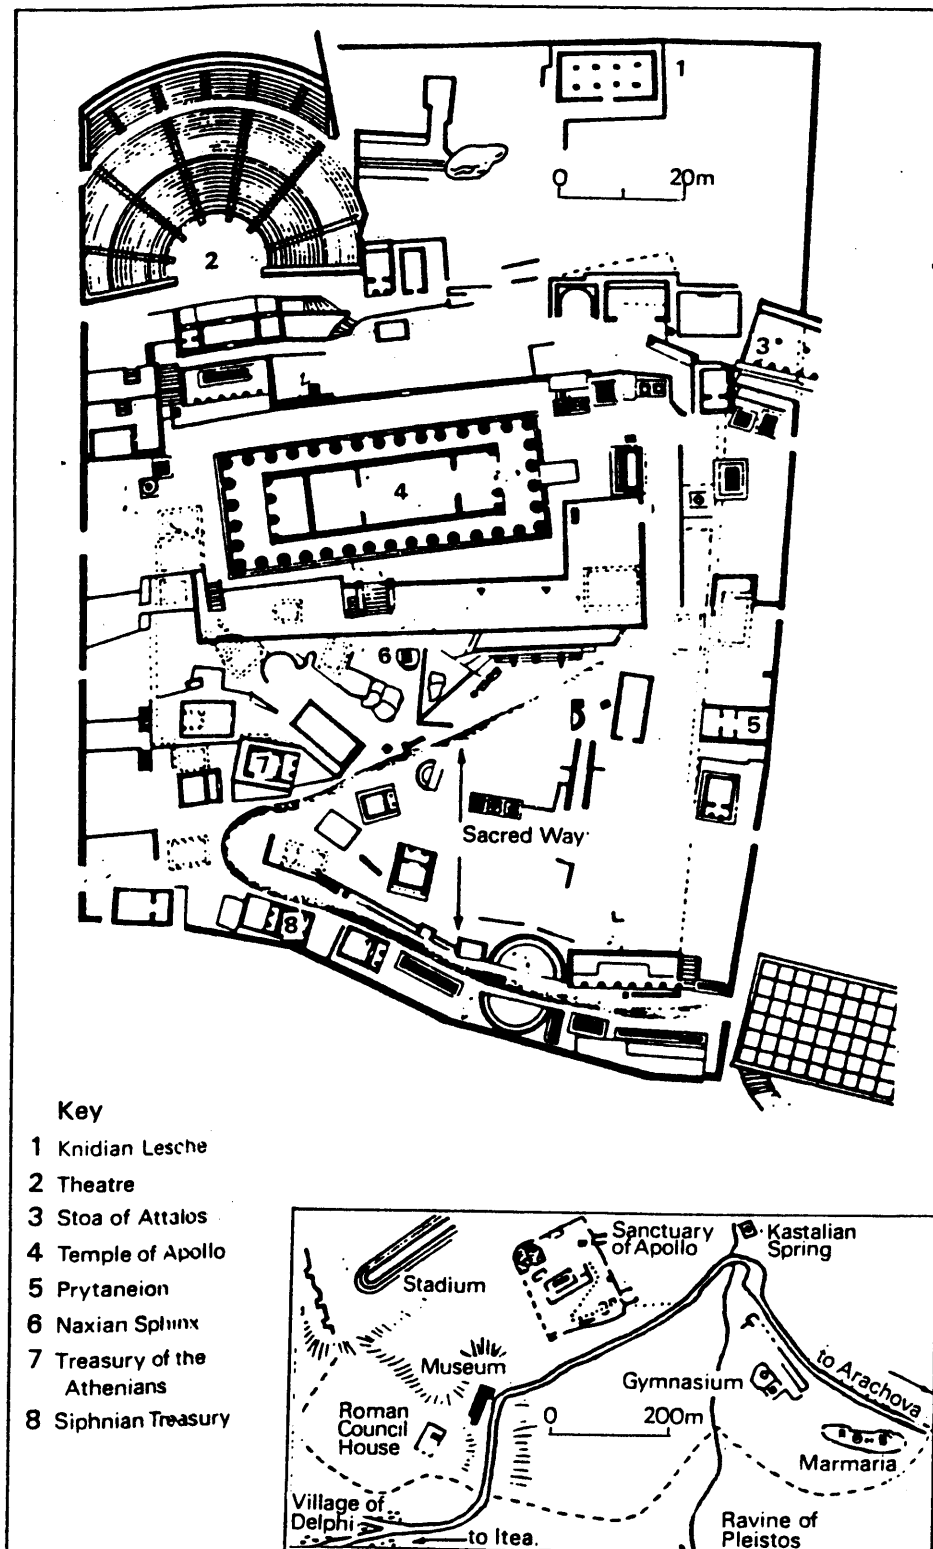 1
0 20m
2
3
4
6
5
7
Sacred Way
8
Key
1 Knidian Lesche
2 Theatre
3 Stoa of Attalos
4 Temple of Apollo
5 Prytaneion
6 Naxian Sphinx
7 Treasury of the
Athenians
8 Siphnian Treasury
Sanctuary
of Apollo
Kastalian
Spring
Stadium
Museum
Gymnasium
to Arachova
Roman
Council
House
0 200m
Marmaria
Village of
Delphi
to Itea.
Ravine of
Pleistos